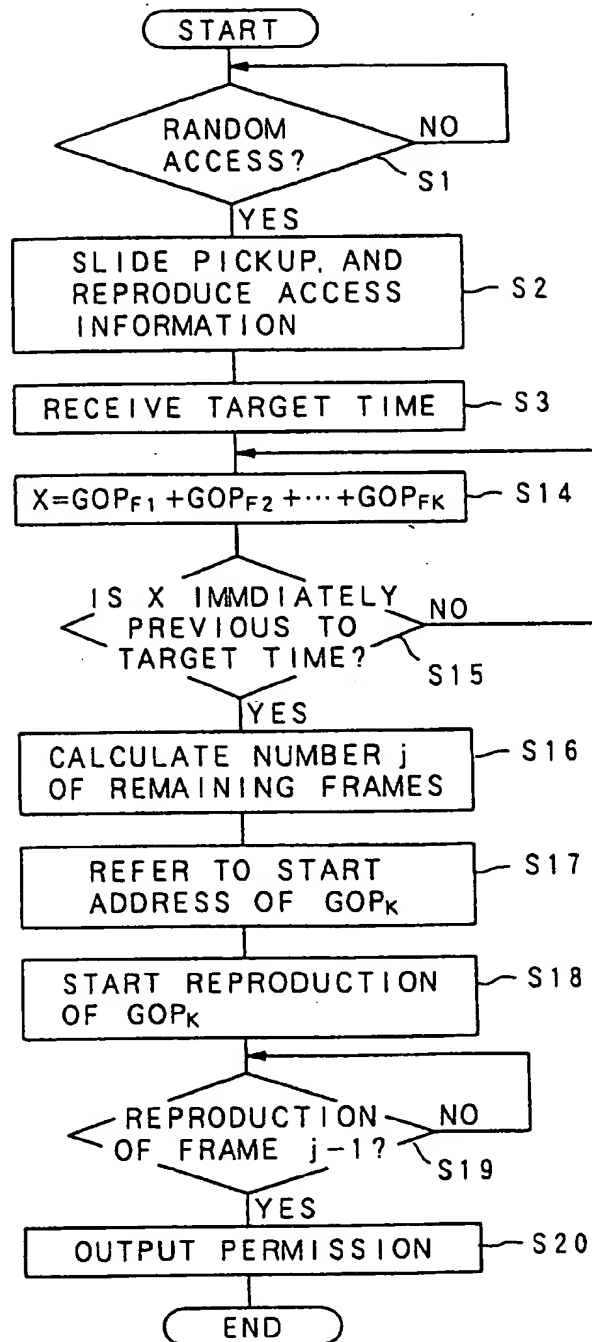 START
RANDOM
ACCESS?
NO
S1
YES
SLIDE PICKUP, AND
REPRODUCE ACCESS
INFORMATION
S2
RECEIVE TARGET TIME
S3
X=GOPF1+GOPF2+···+GOPFK
S14
IS X IMMDIATELY
PREVIOUS TO
TARGET TIME?
NO
S15
YES
CALCULATE NUMBER j
OF REMAINING FRAMES
S16
REFER TO START
ADDRESS OF GOPK
S17
START REPRODUCTION
OF GOPK
S18
REPRODUCTION
OF FRAME j-1?
NO
S19
YES
OUTPUT PERMISSION
S20
END